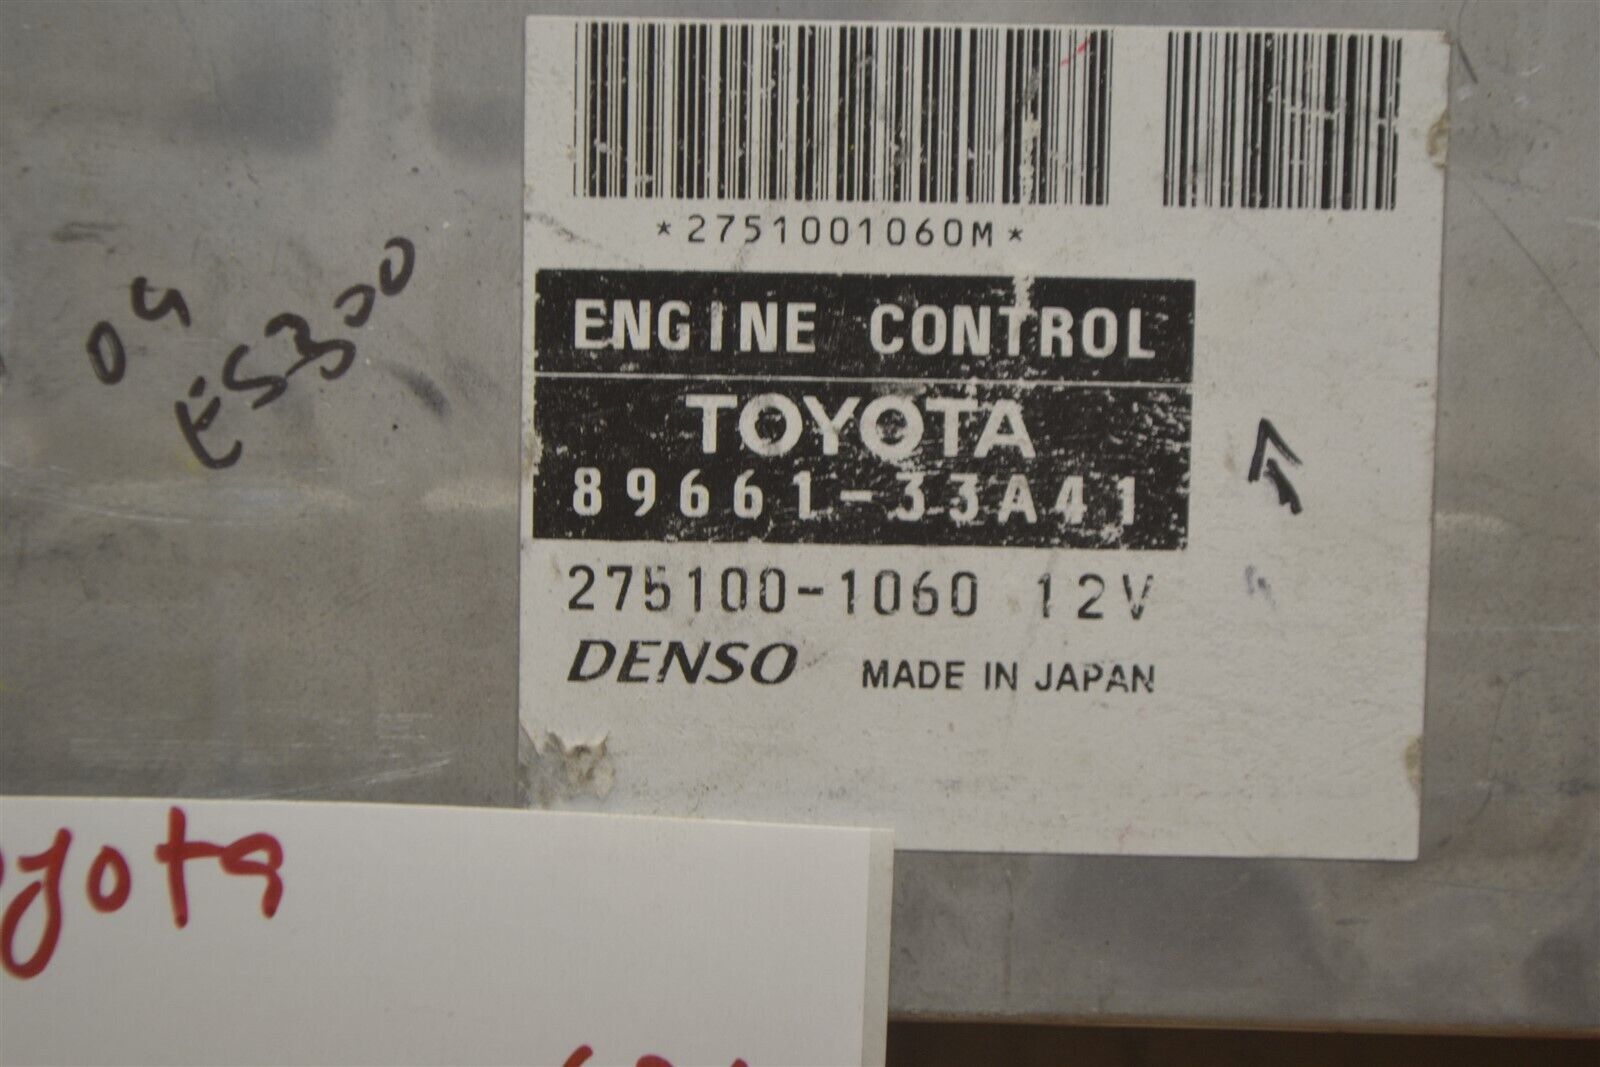 *2751001060M*
ENGINE CONTROL
TOYOTA
89661-33A41
275100-1060 12V
DENSO MADE IN JAPAN
04
ES300
oyota